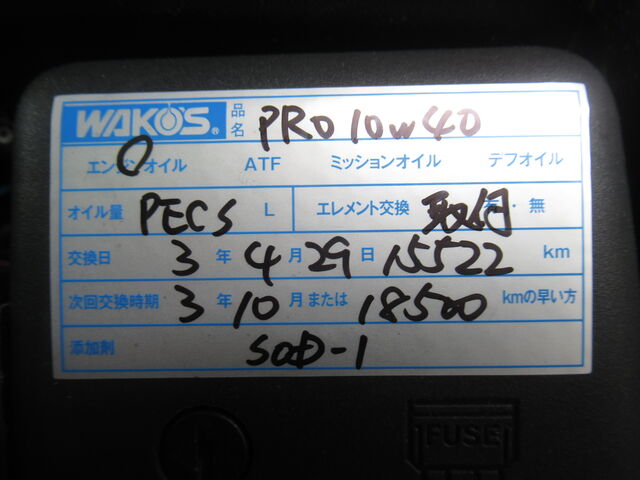 WAKO'S® 品名 PRO 10w40
エンジンオイル ATF ミッションオイル デフオイル
オイル量 PECS L エレメント交換 取付 ・無
交換日 3年4月29日 15522 km
次回交換時期 3年10月または 18500 kmの早い方
添加剤 SOD-1
FUSE